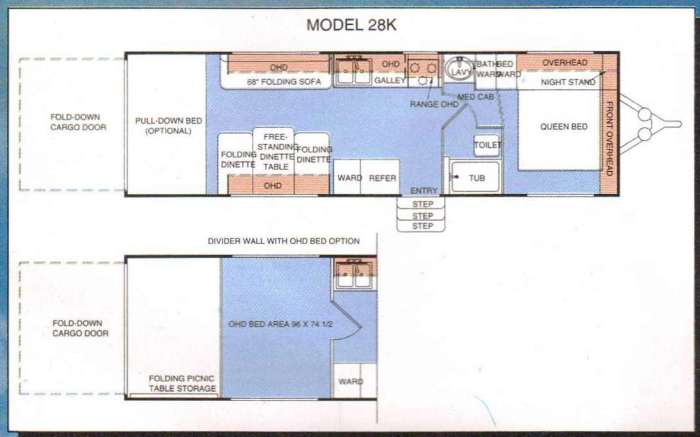 MODEL 28K
FOLD-DOWN
CARGO DOOR
PULL-DOWN BED
(OPTIONAL)
OHD
68" FOLDING SOFA
FREE-
STANDING
DINETTE
TABLE
FOLDING
DINETTE
FOLDING
DINETTE
OHD
OHD
GALLEY
RANGE OHD
WARD
REFER
ENTRY
STEP
STEP
STEP
LAVY
BATH
WARD
BED
WARD
MED CAB
TOILET
TUB
OVERHEAD
NIGHT STAND
QUEEN BED
FRONT OVERHEAD
DIVIDER WALL WITH OHD BED OPTION
FOLD-DOWN
CARGO DOOR
OHD BED AREA 96 X 74 1/2
FOLDING PICNIC
TABLE STORAGE
WARD